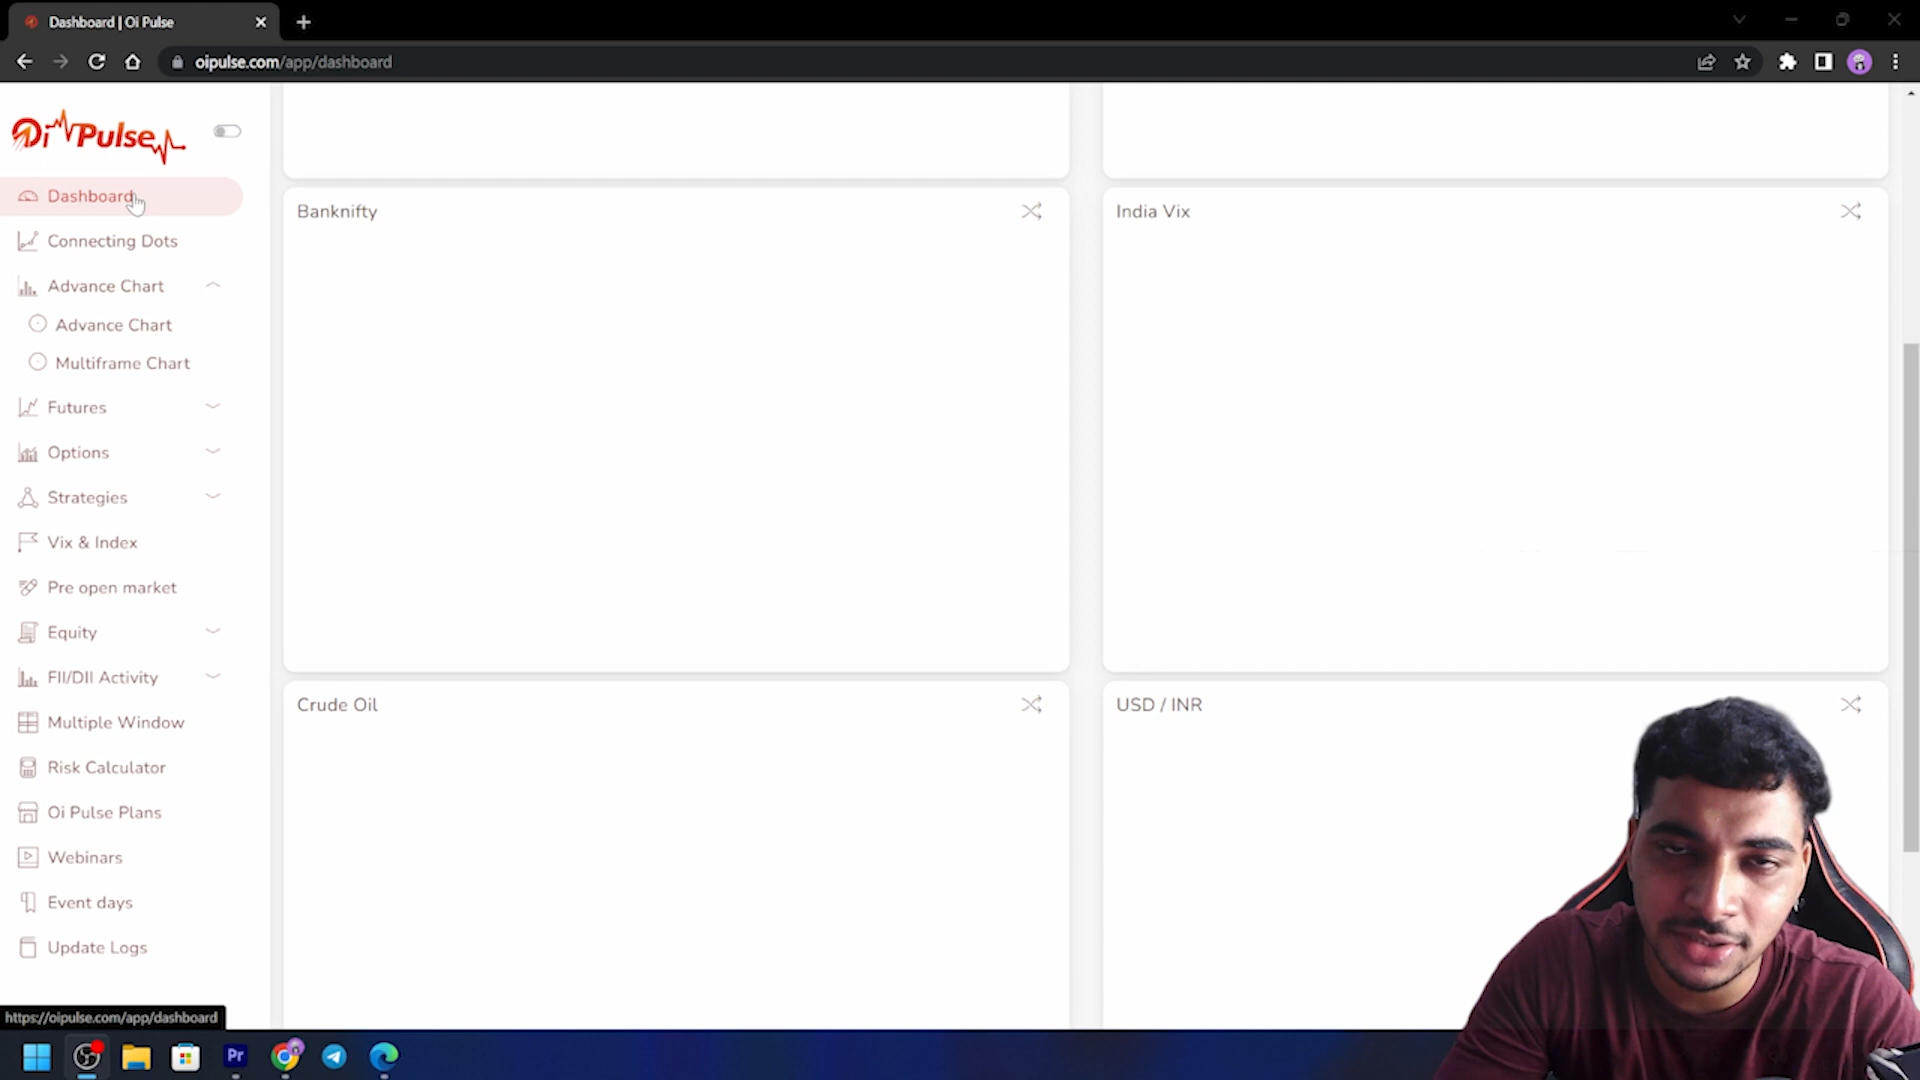 Dashboard | Oi Pulse
oipulse.com/app/dashboard
Oi Pulse
Dashboard
Connecting Dots
Advance Chart
Advance Chart
Multiframe Chart
Futures
Options
Strategies
Vix & Index
Pre open market
Equity
FII/DII Activity
Multiple Window
Risk Calculator
Oi Pulse Plans
Webinars
Event days
Update Logs
Banknifty
India Vix
Crude Oil
USD / INR
https://oipulse.com/app/dashboard
Pr